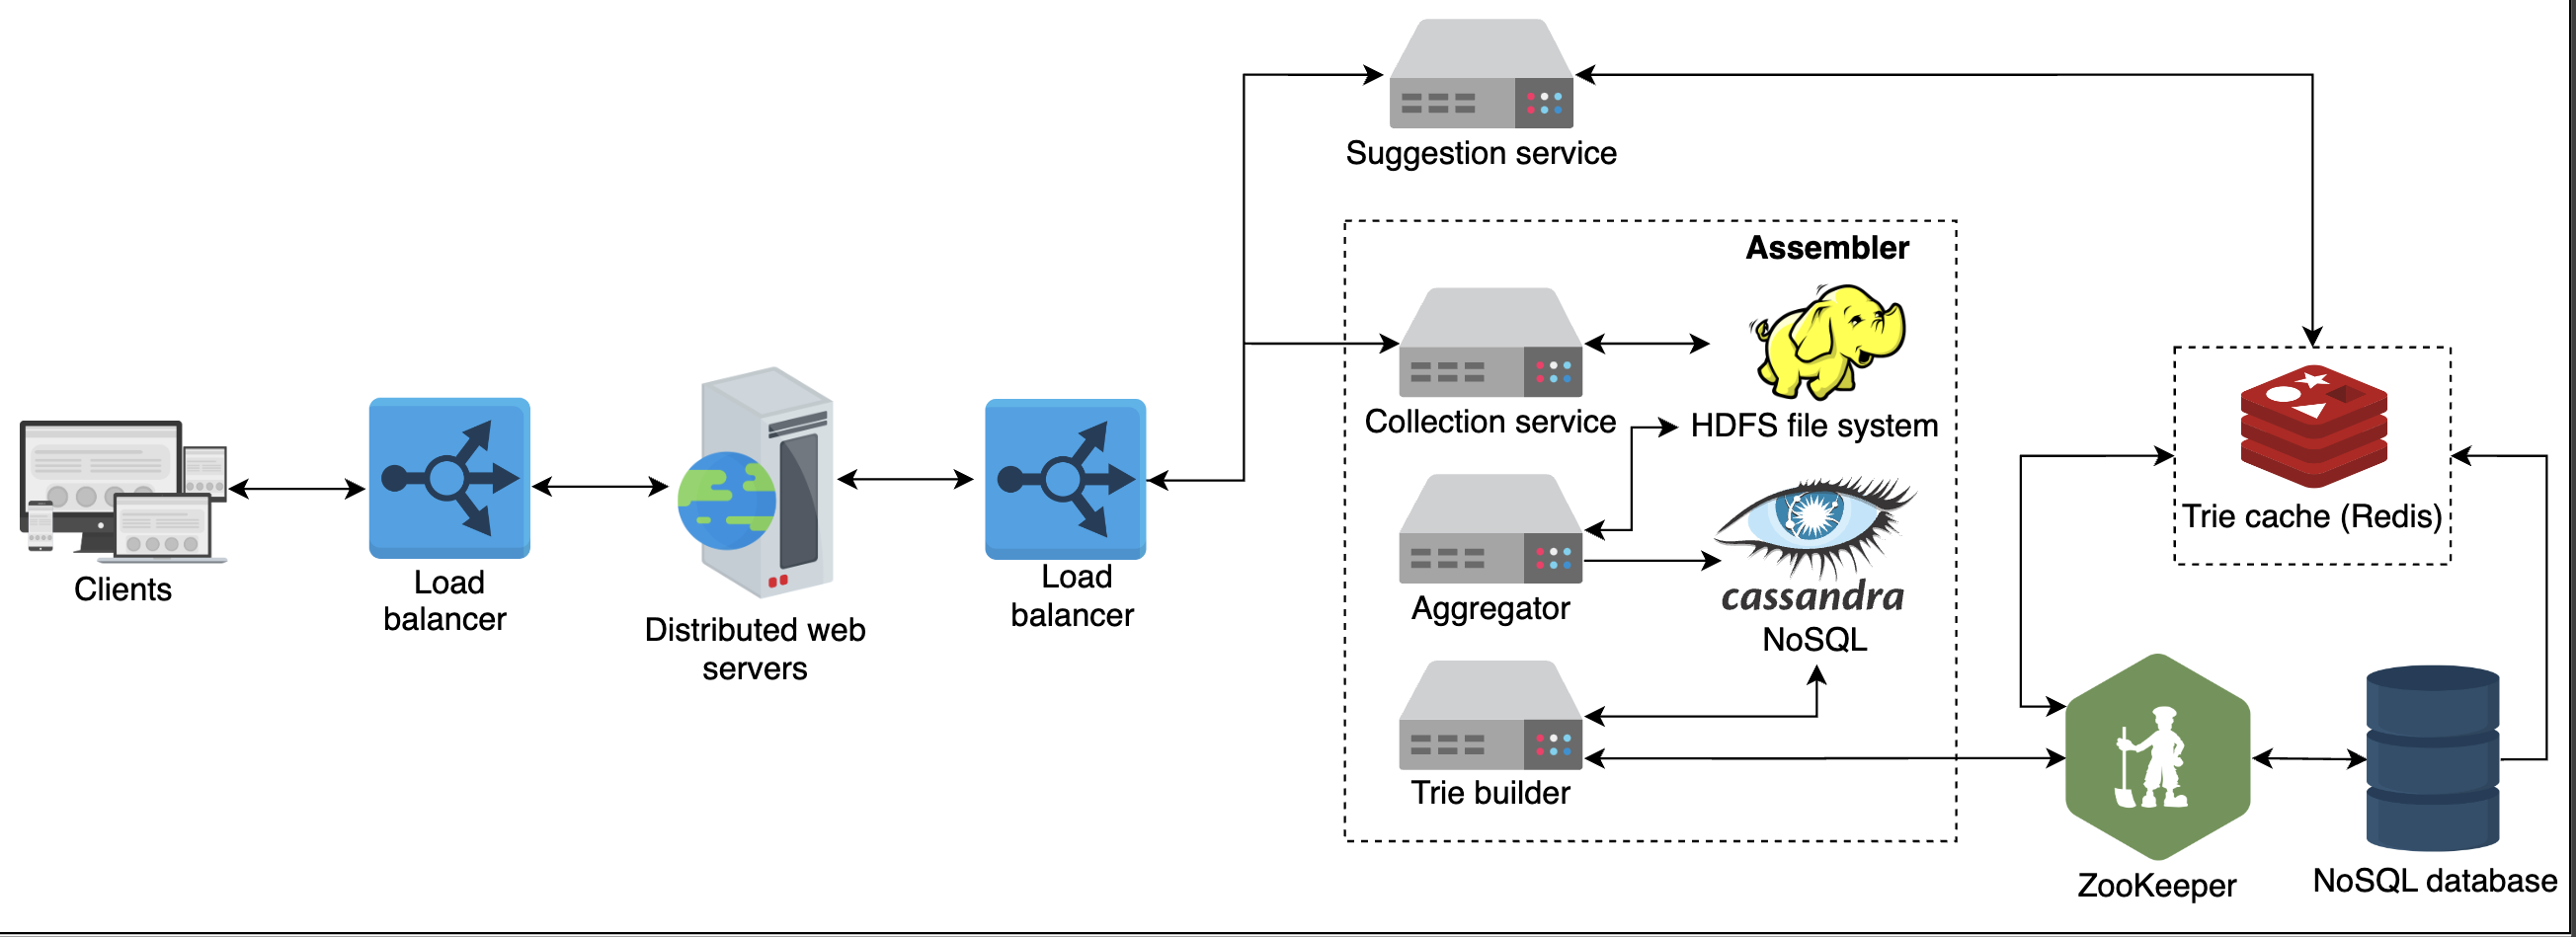 Suggestion service
Assembler
Collection service
HDFS file system
Aggregator
cassandra
NoSQL
Trie builder
Clients
Load
balancer
Distributed web
servers
Load
balancer
Trie cache (Redis)
ZooKeeper
NoSQL database